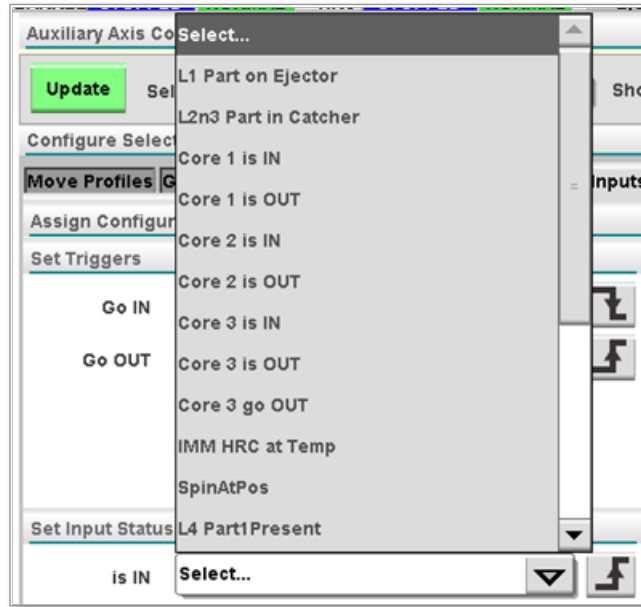 Auxiliary Axis Co
Select...
L1 Part on Ejector
Update
Sel
Sho
L2n3 Part in Catcher
Configure Select
Core 1 is IN
Move Profiles
G
Inputs
Core 1 is OUT
Assign Configur
Core 2 is IN
Set Triggers
Core 2 is OUT
Go IN
Core 3 is IN
Go OUT
Core 3 is OUT
Core 3 go OUT
IMM HRC at Temp
SpinAtPos
Set Input Status
L4 Part1Present
is IN
Select...